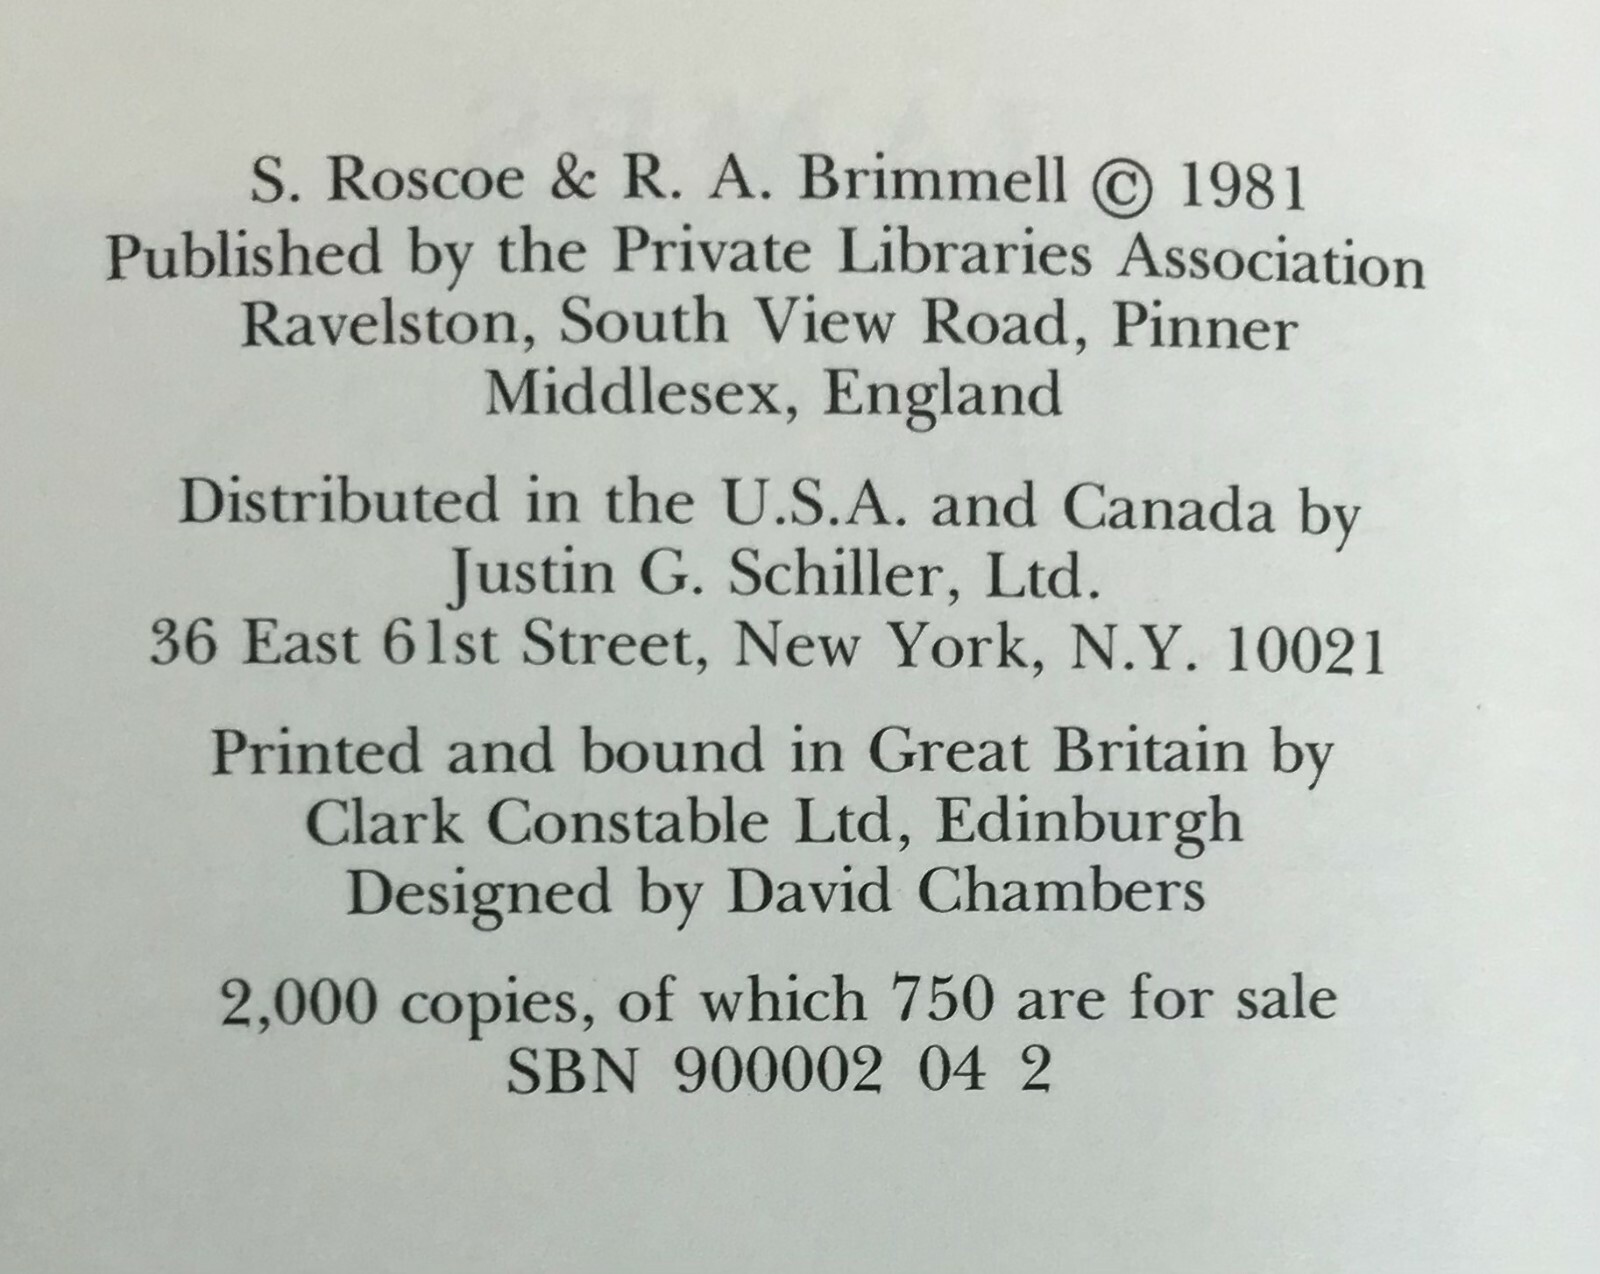 S. Roscoe & R. A. Brimmell © 1981
Published by the Private Libraries Association
Ravelston, South View Road, Pinner
Middlesex, England
Distributed in the U.S.A. and Canada by
Justin G. Schiller, Ltd.
36 East 61st Street, New York, N.Y. 10021
Printed and bound in Great Britain by
Clark Constable Ltd, Edinburgh
Designed by David Chambers
2,000 copies, of which 750 are for sale
SBN 900002 04 2